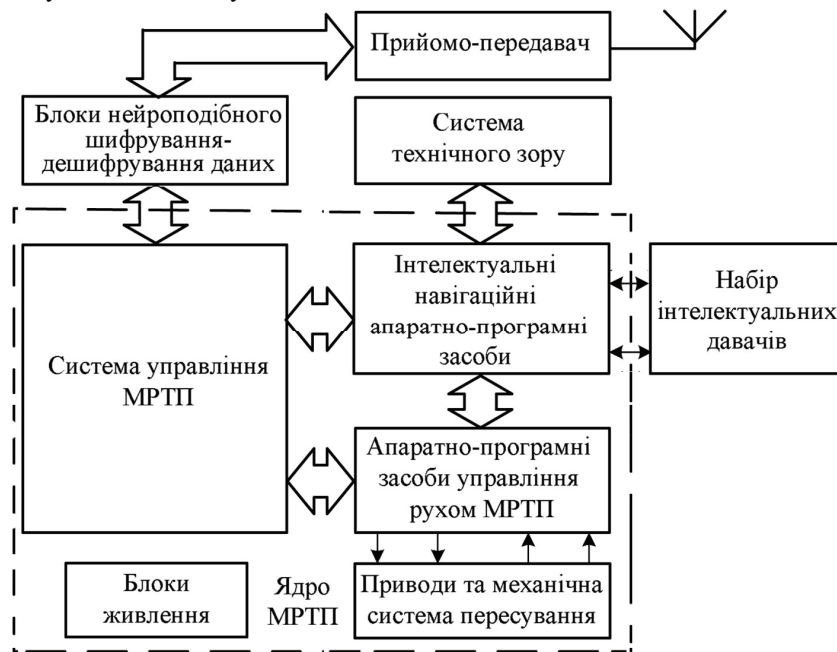 Прийомо-передавач
Блоки нейроподібного
шифрування-
дешифрування даних
Система
технічного зору
Інтелектуальні
навігаційні
апаратно-програмні
засоби
Набір
інтелектуальних
давачів
Система управління
МРТП
Апаратно-програмні
засоби управління
рухом МРТП
Блоки
живлення
Ядро
МРТП
Приводи та механічна
система пересування